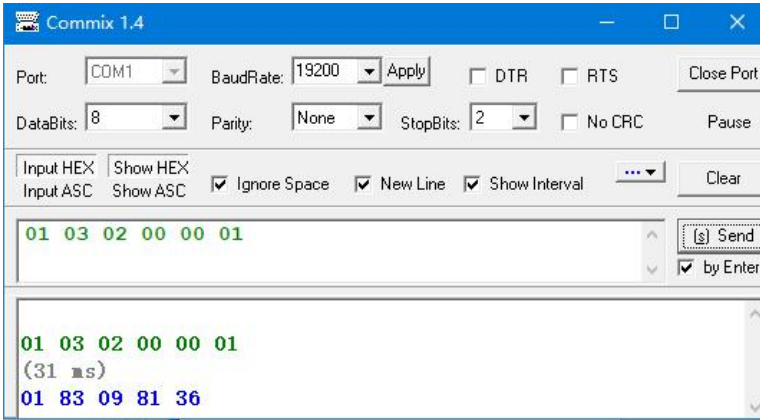 Commix 1.4
Port: COM1 BaudRate: 19200 Apply DTR RTS Close Port
DataBits: 8 Parity: None StopBits: 2 No CRC Pause
Input HEX Show HEX
Input ASC Show ASC Ignore Space New Line Show Interval ... Clear
01 03 02 00 00 01 (s) Send
by Enter
01 03 02 00 00 01
(31 ms)
01 83 09 81 36